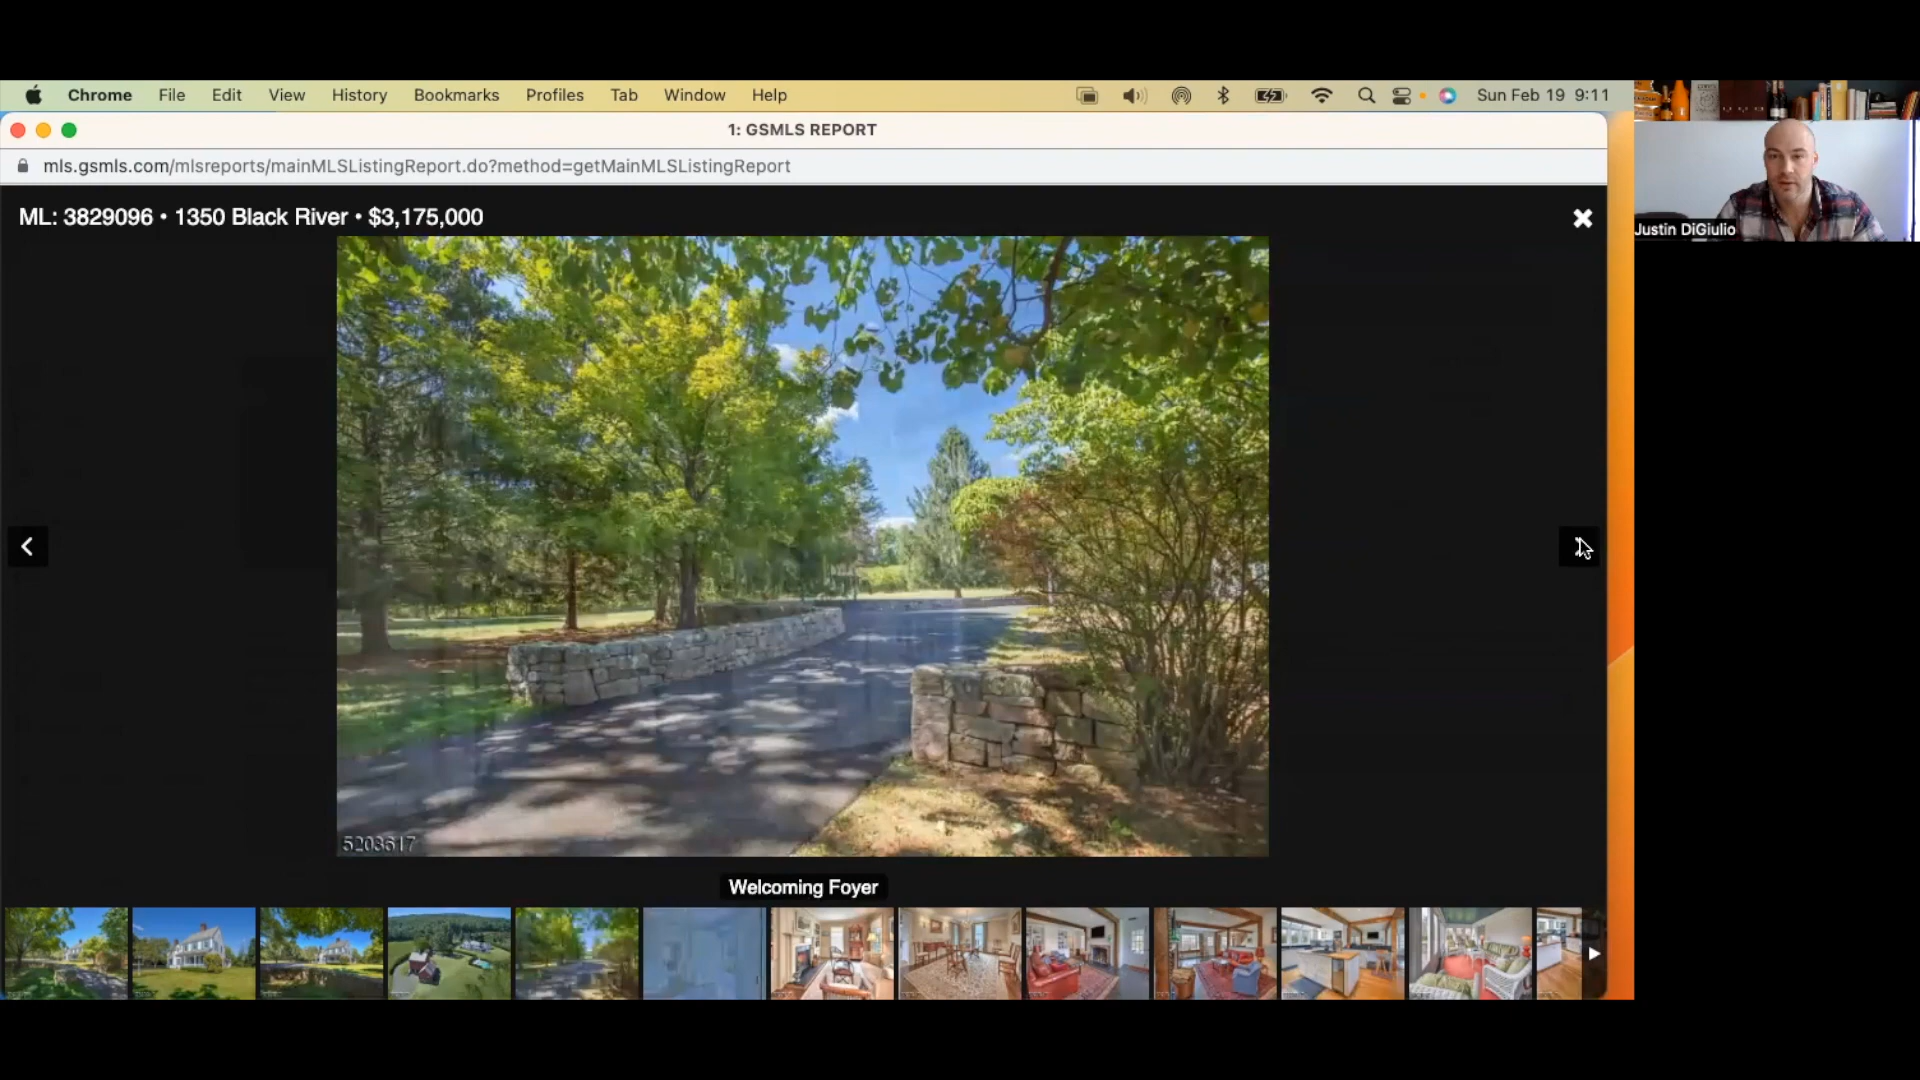 Chrome File Edit View History Bookmarks Profiles Tab Window Help Sun Feb 19 9:11
1: GSMLS REPORT
mls.gsmls.com/mlsreports/mainMLSListingReport.do?method=getMainMLSListingReport
ML: 3829096 • 1350 Black River • $3,175,000
Justin DiGiulio
5203617
Welcoming Foyer